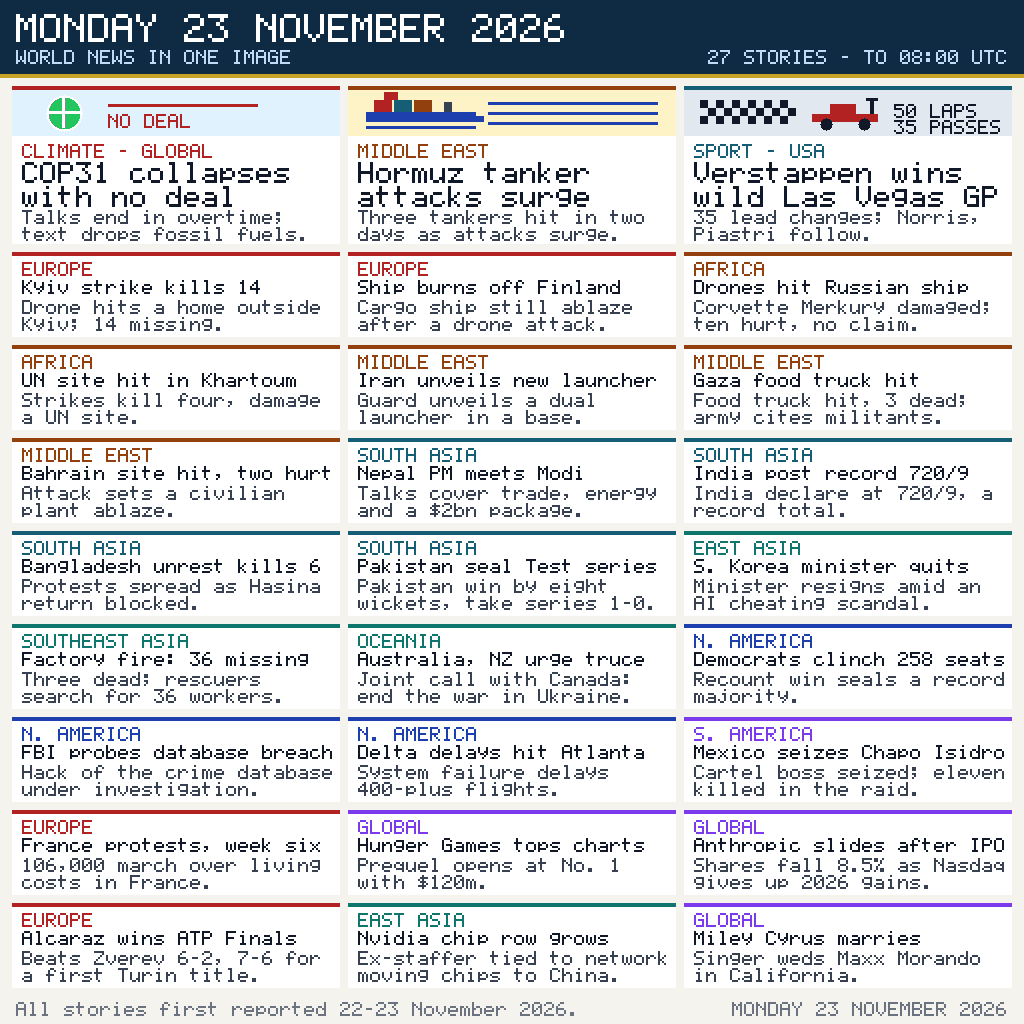 MONDAY 23 NOVEMBER 2026
WORLD NEWS IN ONE IMAGE
27 STORIES - TO 08:00 UTC
NO DEAL
CLIMATE - GLOBAL
COP31 collapses
with no deal
Talks end in overtime;
text drops fossil fuels.
MIDDLE EAST
Hormuz tanker
attacks surge
Three tankers hit in two
days as attacks surge.
50 LAPS
35 PASSES
SPORT - USA
Verstappen wins
wild Las Vegas GP
35 lead changes; Norris,
Piastri follow.
EUROPE
Kyiv strike kills 14
Drone hits a home outside
Kyiv; 14 missing.
EUROPE
Ship burns off Finland
Cargo ship still ablaze
after a drone attack.
AFRICA
Drones hit Russian ship
Corvette Merkury damaged;
ten hurt, no claim.
AFRICA
UN site hit in Khartoum
Strikes kill four, damage
a UN site.
MIDDLE EAST
Iran unveils new launcher
Guard unveils a dual
launcher in a base.
MIDDLE EAST
Gaza food truck hit
Food truck hit, 3 dead;
army cites militants.
MIDDLE EAST
Bahrain site hit, two hurt
Attack sets a civilian
plant ablaze.
SOUTH ASIA
Nepal PM meets Modi
Talks cover trade, energy
and a $2bn package.
SOUTH ASIA
India post record 720/9
India declare at 720/9, a
record total.
SOUTH ASIA
Bangladesh unrest kills 6
Protests spread as Hasina
return blocked.
SOUTH ASIA
Pakistan seal Test series
Pakistan win by eight
wickets, take series 1-0.
EAST ASIA
S. Korea minister quits
Minister resigns amid an
AI cheating scandal.
SOUTHEAST ASIA
Factory fire: 36 missing
Three dead; rescuers
search for 36 workers.
OCEANIA
Australia, NZ urge truce
Joint call with Canada:
end the war in Ukraine.
N. AMERICA
Democrats clinch 258 seats
Recount win seals a record
majority.
N. AMERICA
FBI probes database breach
Hack of the crime database
under investigation.
N. AMERICA
Delta delays hit Atlanta
System failure delays
400-plus flights.
S. AMERICA
Mexico seizes Chapo Isidro
Cartel boss seized; eleven
killed in the raid.
EUROPE
France protests, week six
106,000 march over living
costs in France.
GLOBAL
Hunger Games tops charts
Prequel opens at No. 1
with $120m.
GLOBAL
Anthropic slides after IPO
Shares fall 8.5% as Nasdaq
gives up 2026 gains.
EUROPE
Alcaraz wins ATP Finals
Beats Zverev 6-2, 7-6 for
a first Turin title.
EAST ASIA
Nvidia chip row grows
Ex-staffer tied to network
moving chips to China.
GLOBAL
Miley Cyrus marries
Singer weds Maxx Morando
in California.
All stories first reported 22-23 November 2026.
MONDAY 23 NOVEMBER 2026